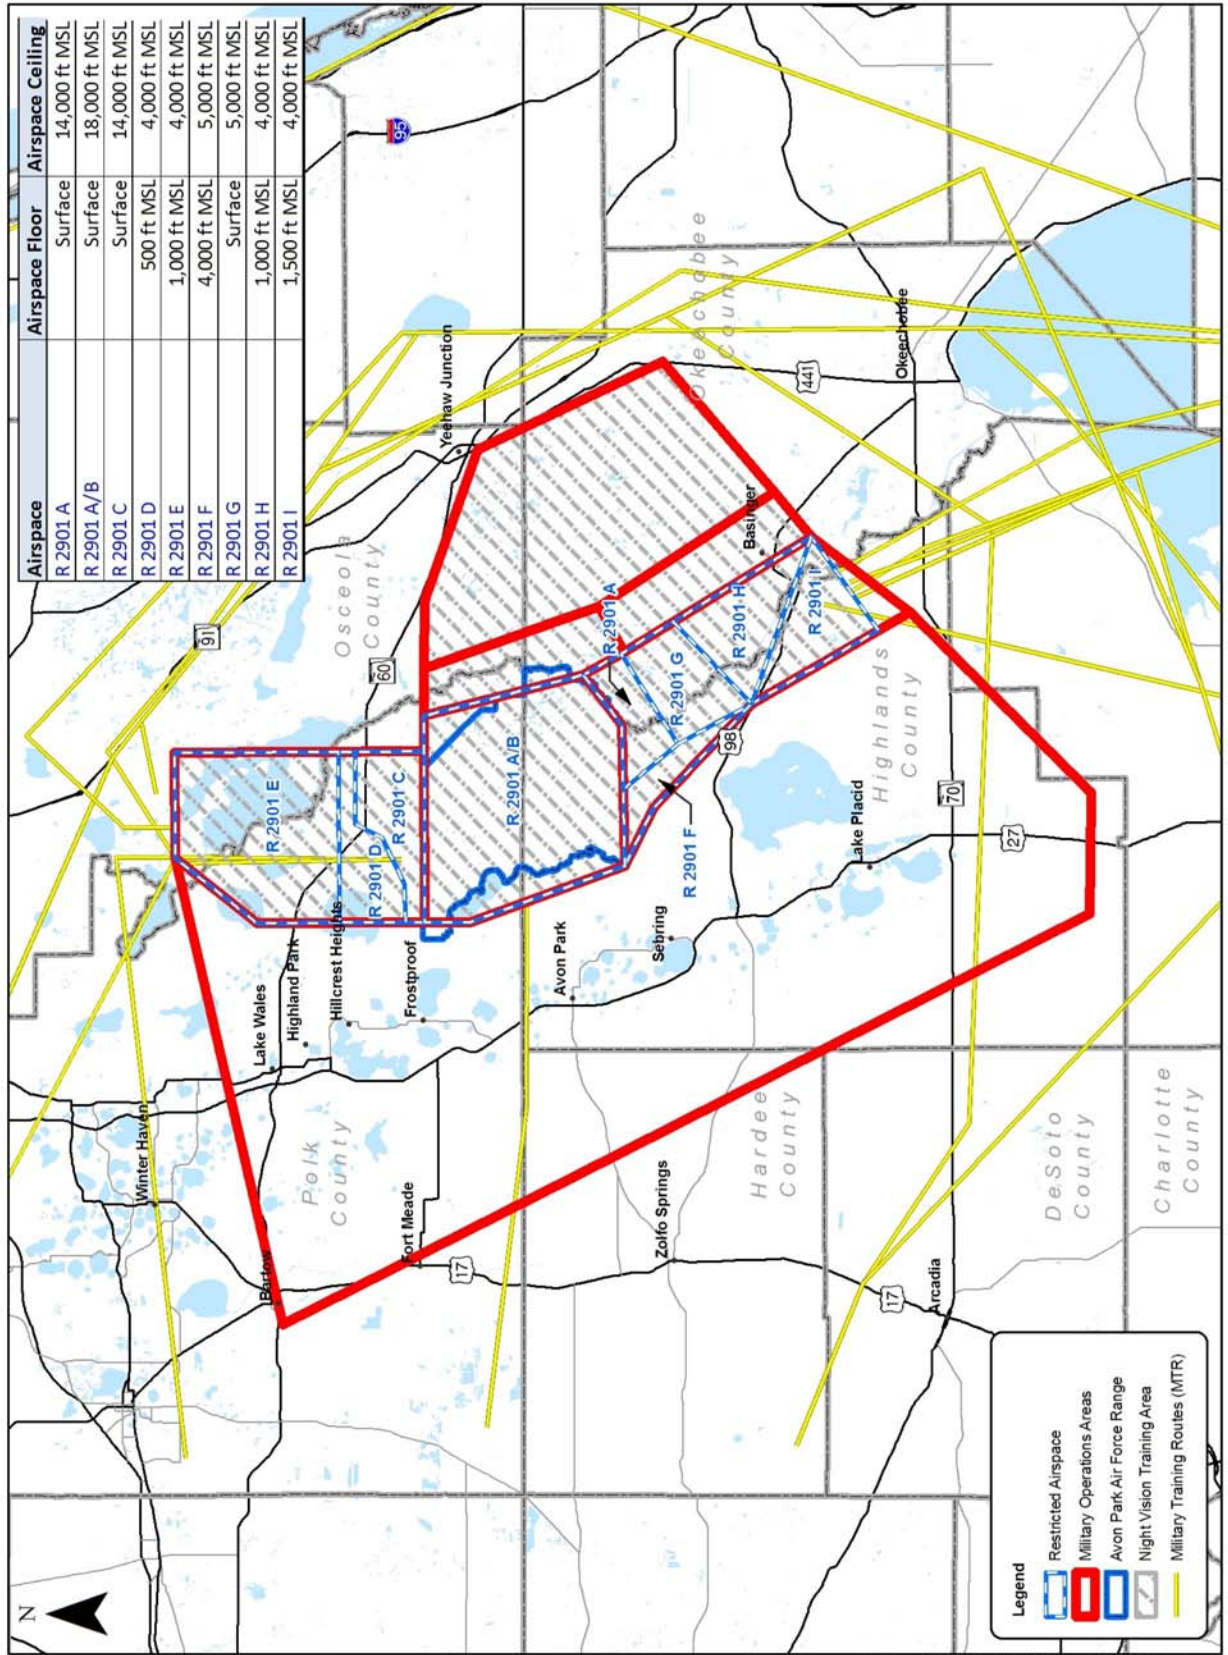 Airspace Airspace Floor Airspace Ceiling
R 2901 A Surface 14,000 ft MSL
R 2901 A/B Surface 18,000 ft MSL
R 2901 C Surface 14,000 ft MSL
R 2901 D 500 ft MSL 4,000 ft MSL
R 2901 E 1,000 ft MSL 4,000 ft MSL
R 2901 F 4,000 ft MSL 5,000 ft MSL
R 2901 G Surface 5,000 ft MSL
R 2901 H 1,000 ft MSL 4,000 ft MSL
R 2901 I 1,500 ft MSL 4,000 ft MSL
N
95
91
Winter Haven
Lake Wales
Highland Park
Hillcrest Heights
Frostproof
Bartow
Polk
County
Fort Meade
17
R 2901 E
R 2901 D
R 2901 C
Osceola
County
60
Yeehaw Junction
R 2901 A/B
Avon Park
Sebring
R 2901 F
R 2901 A
R 2901 G
R 2901 H
R 2901 I
Basinger
98
Okeechobee
County
441
Okeechobee
Zolfo Springs
Hardee
County
Highlands
County
Lake Placid
70
27
17
Arcadia
DeSoto
County
Charlotte
County
Legend
Restricted Airspace
Military Operations Areas
Avon Park Air Force Range
Night Vision Training Area
Military Training Routes (MTR)